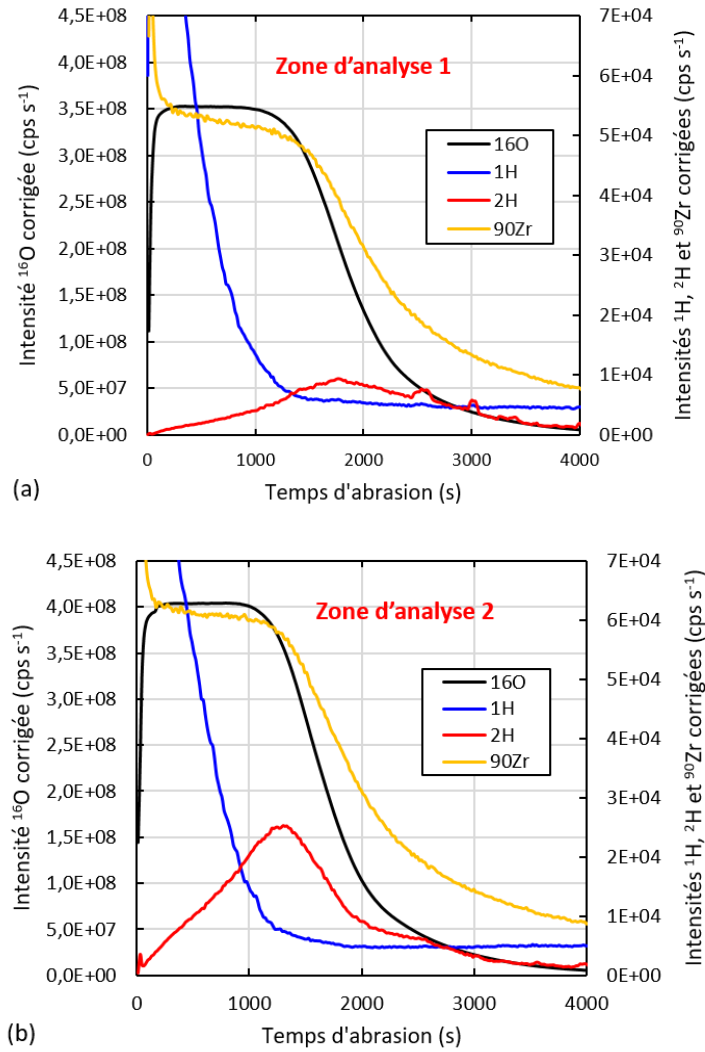 4,5E+08
4,0E+08
3,5E+08
3,0E+08
2,5E+08
2,0E+08
1,5E+08
1,0E+08
5,0E+07
0,0E+00
Intensité ¹⁶O corrigée (cps s⁻¹)
Zone d'analyse 1
16O
1H
2H
90Zr
7E+04
6E+04
5E+04
4E+04
3E+04
2E+04
1E+04
0E+00
Intensités ¹H, ²H et ⁹⁰Zr corrigées (cps s⁻¹)
0 1000 2000 3000 4000
Temps d'abrasion (s)
(a)
4,5E+08
4,0E+08
3,5E+08
3,0E+08
2,5E+08
2,0E+08
1,5E+08
1,0E+08
5,0E+07
0,0E+00
Intensité ¹⁶O corrigée (cps s⁻¹)
Zone d'analyse 2
16O
1H
2H
90Zr
7E+04
6E+04
5E+04
4E+04
3E+04
2E+04
1E+04
0E+00
Intensités ¹H, ²H et ⁹⁰Zr corrigées (cps s⁻¹)
0 1000 2000 3000 4000
Temps d'abrasion (s)
(b)